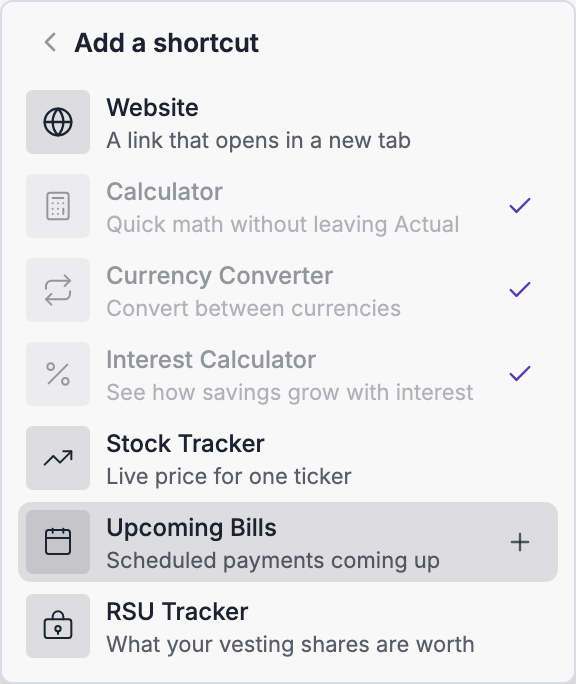 Add a shortcut
Website
A link that opens in a new tab
Calculator
Quick math without leaving Actual
Currency Converter
Convert between currencies
Interest Calculator
See how savings grow with interest
Stock Tracker
Live price for one ticker
Upcoming Bills
Scheduled payments coming up
RSU Tracker
What your vesting shares are worth